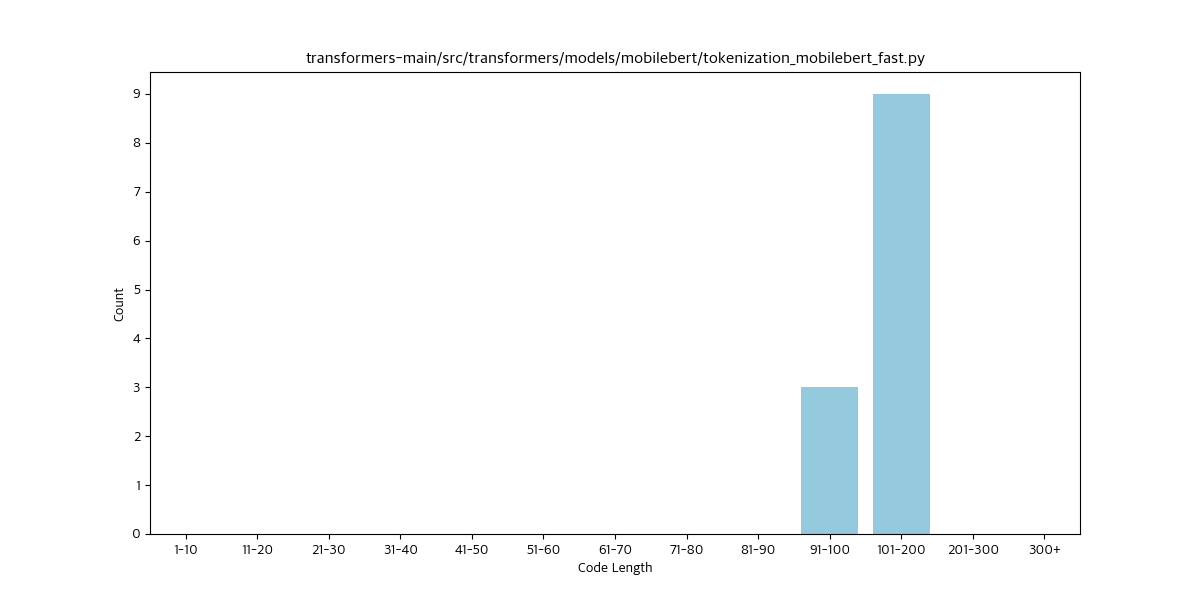 transformers-main/src/transformers/models/mobilebert/tokenization_mobilebert_fast.py
9
8
7
6
5
4
3
2
1
0
Count
1-10 11-20 21-30 31-40 41-50 51-60 61-70 71-80 81-90 91-100 101-200 201-300 300+
Code Length